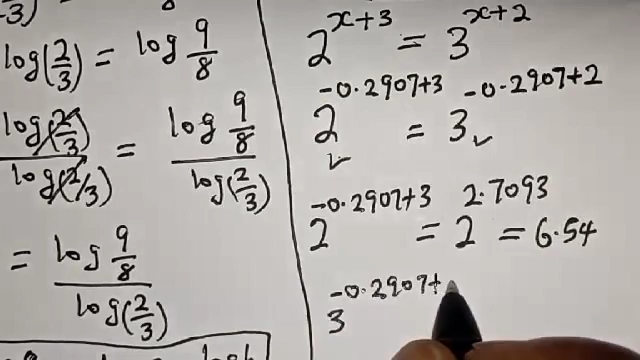 -3)
log(2/3) = log 9/8
log(2/3) / log(2/3) = log 9/8 / log(2/3)
= log 9/8 / log(2/3)
2^x+3 = 3^x+2
2^-0.2907+3 = 3^-0.2907+2
2^-0.2907+3 = 2^2.7093 = 6.54
3^-0.2907+